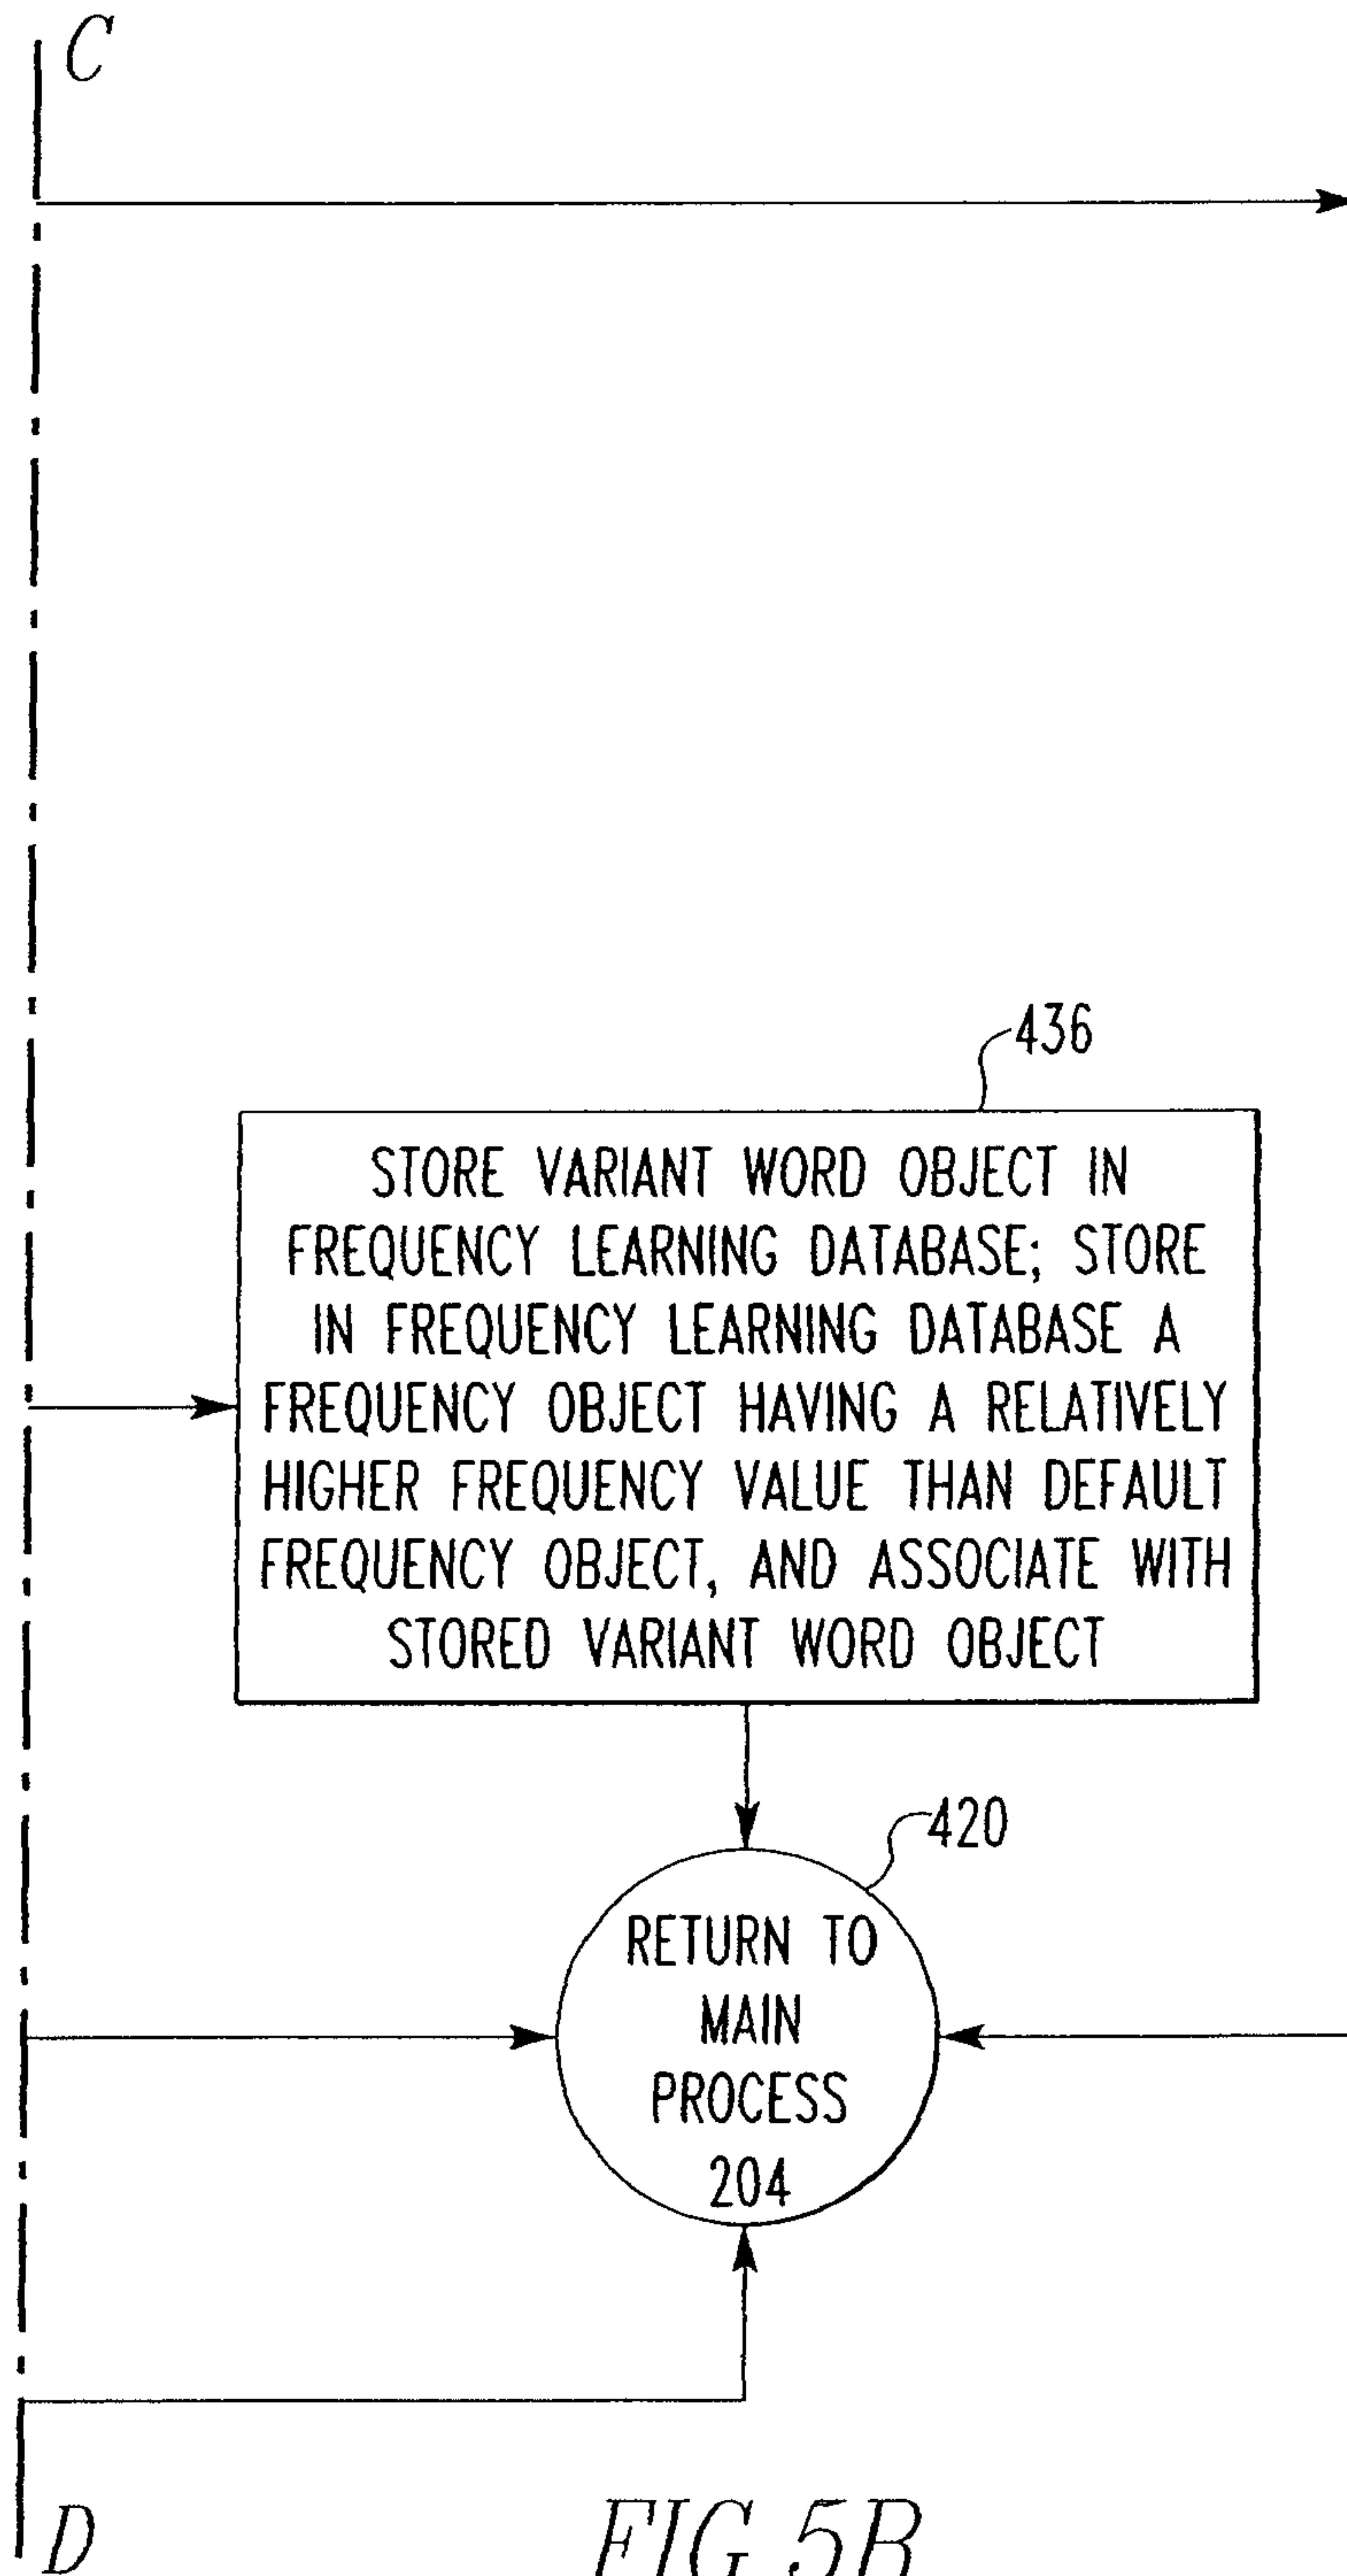 C
436
STORE VARIANT WORD OBJECT IN
FREQUENCY LEARNING DATABASE; STORE
IN FREQUENCY LEARNING DATABASE A
FREQUENCY OBJECT HAVING A RELATIVELY
HIGHER FREQUENCY VALUE THAN DEFAULT
FREQUENCY OBJECT, AND ASSOCIATE WITH
STORED VARIANT WORD OBJECT
420
RETURN TO
MAIN
PROCESS
204
D
FIG.5B